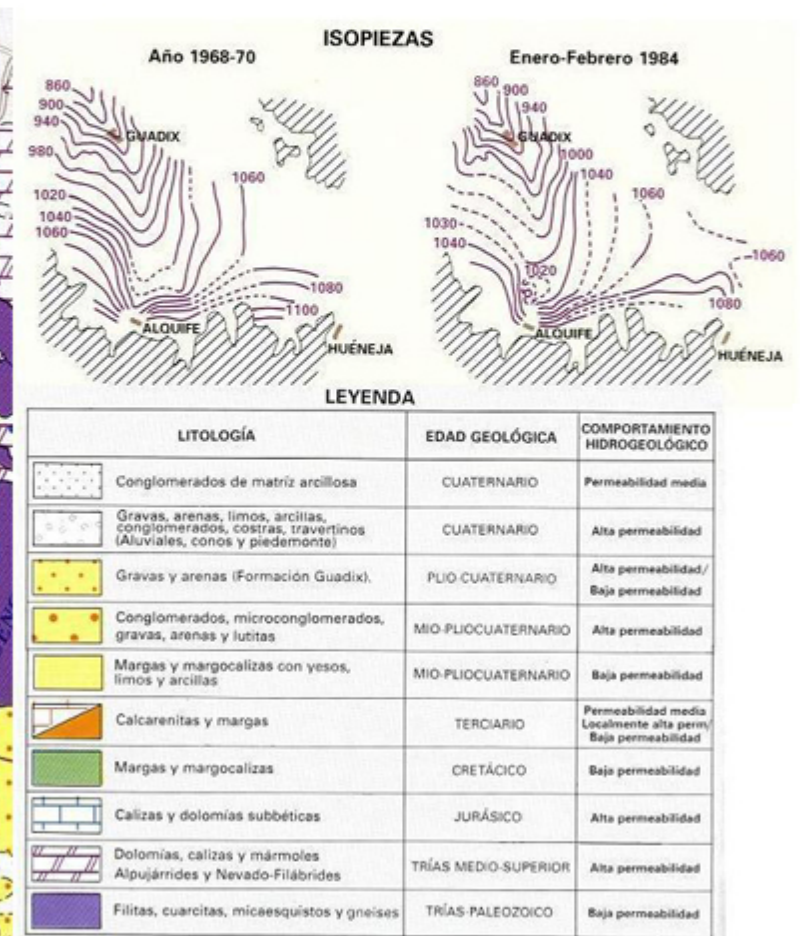 ISOPIEZAS
Año 1968-70
860
900
940
GUADIX
980
1020
1040
1060
1060
1080
1100
ALQUIFE
HUÉNEJA
Enero-Febrero 1984
860
900
940
GUADIX
1000
1040
1060
1030
1040
1020
1060
1080
ALQUIFE
HUÉNEJA
LEYENDA
LITOLOGÍA
EDAD GEOLÓGICA
COMPORTAMIENTO
HIDROGEOLÓGICO
Conglomerados de matríz arcillosa
CUATERNARIO
Permeabilidad media
Gravas, arenas, limos, arcillas,
conglomerados, costras, travertinos
(Aluviales, conos y piedemonte)
CUATERNARIO
Alta permeabilidad
Gravas y arenas (Formación Guadix).
PLIO-CUATERNARIO
Alta permeabilidad/
Baja permeabilidad
Conglomerados, microconglomerados,
gravas, arenas y lutitas
MIO-PLIOCUATERNARIO
Alta permeabilidad
Margas y margocalizas con yesos,
limos y arcillas
MIO-PLIOCUATERNARIO
Baja permeabilidad
Calcarenitas y margas
TERCIARIO
Permeabilidad media
Localmente alta perm/
Baja permeabilidad
Margas y margocalizas
CRETÁCICO
Baja permeabilidad
Calizas y dolomías subbéticas
JURÁSICO
Alta permeabilidad
Dolomías, calizas y mármoles
Alpujárrides y Nevado-Filábrides
TRÍAS MEDIO-SUPERIOR
Alta permeabilidad
Filitas, cuarcitas, micaesquistos y gneises
TRÍAS-PALEOZOICO
Baja permeabilidad